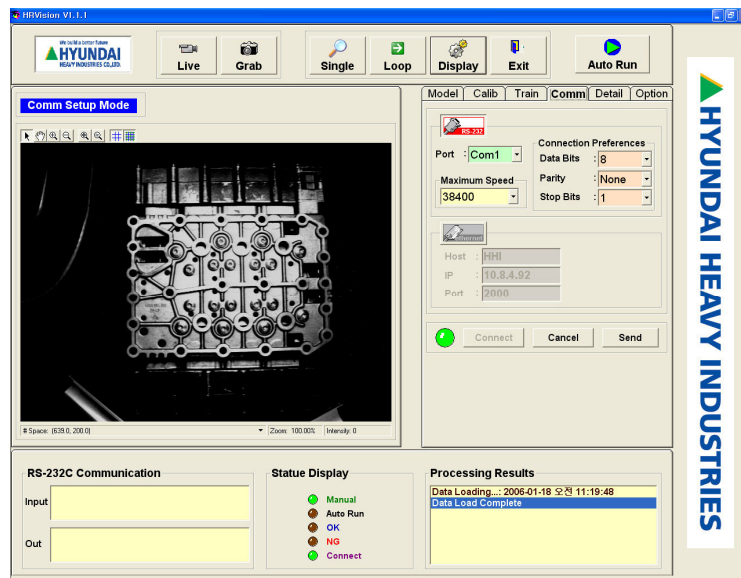 HRVision V1.1.1
We build a better future
HYUNDAI
HEAVY INDUSTRIES CO.,LTD.
Live
Grab
Single
Loop
Display
Exit
Auto Run
Comm Setup Mode
Model Calib Train Comm Detail Option
RS-232
Port : Com1
Maximum Speed
38400
Connection Preferences
Data Bits : 8
Parity : None
Stop Bits : 1
Ethernet
Host : HHI
IP : 10.8.4.92
Port : 2000
Connect Cancel Send
# Space: (639.0, 200.0) Zoom: 100.00% Intensity: 0
RS-232C Communication
Input
Out
Statue Display
Manual
Auto Run
OK
NG
Connect
Processing Results
Data Loading...: 2006-01-18 오전 11:19:48
Data Load Complete
HYUNDAI HEAVY INDUSTRIES